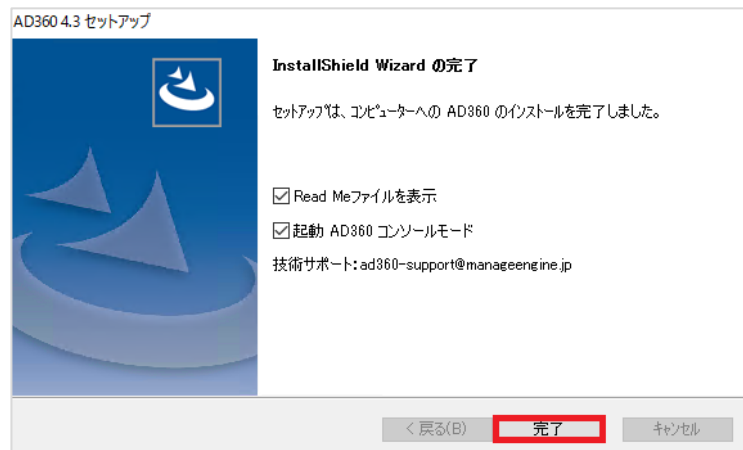 AD360 4.3 セットアップ
InstallShield Wizard の完了
セットアップは、コンピューターへの AD360 のインストールを完了しました。
Read Meファイルを表示
起動 AD360 コンソールモード
技術サポート:ad360-support@manageengine.jp
< 戻る(B) 完了 キャンセル